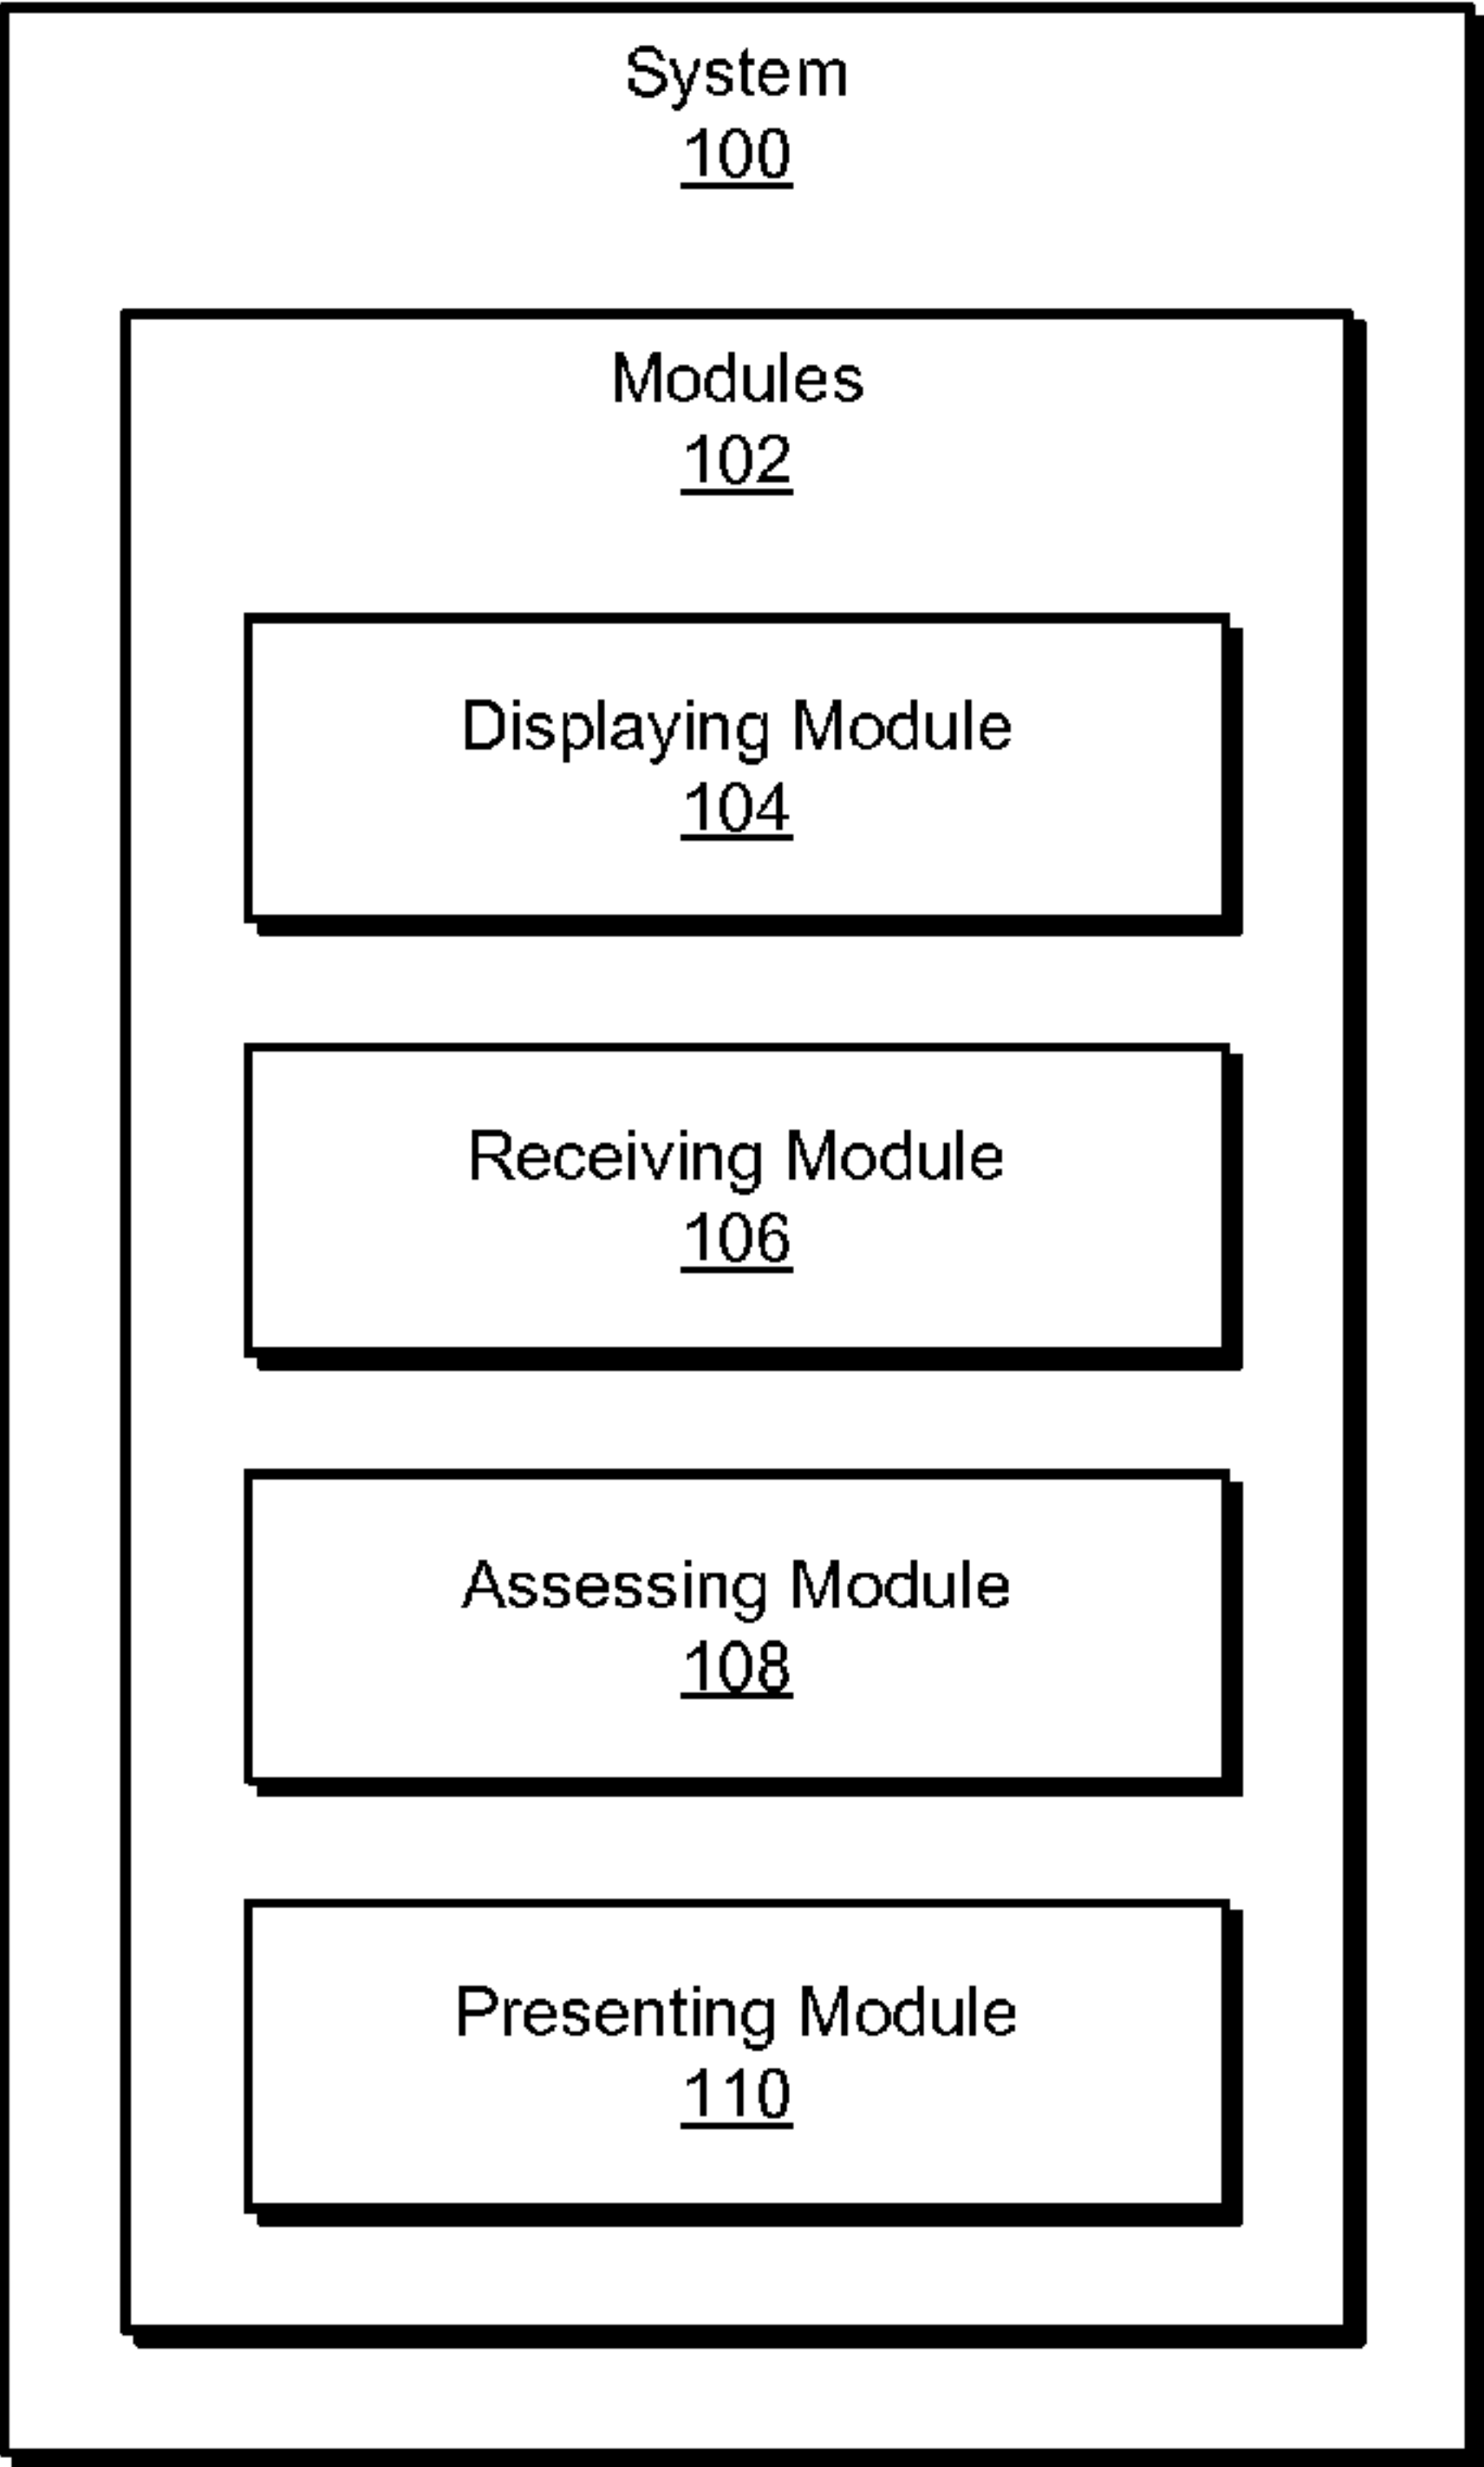 System
100
Modules
102
Displaying Module
104
Receiving Module
106
Assessing Module
108
Presenting Module
110